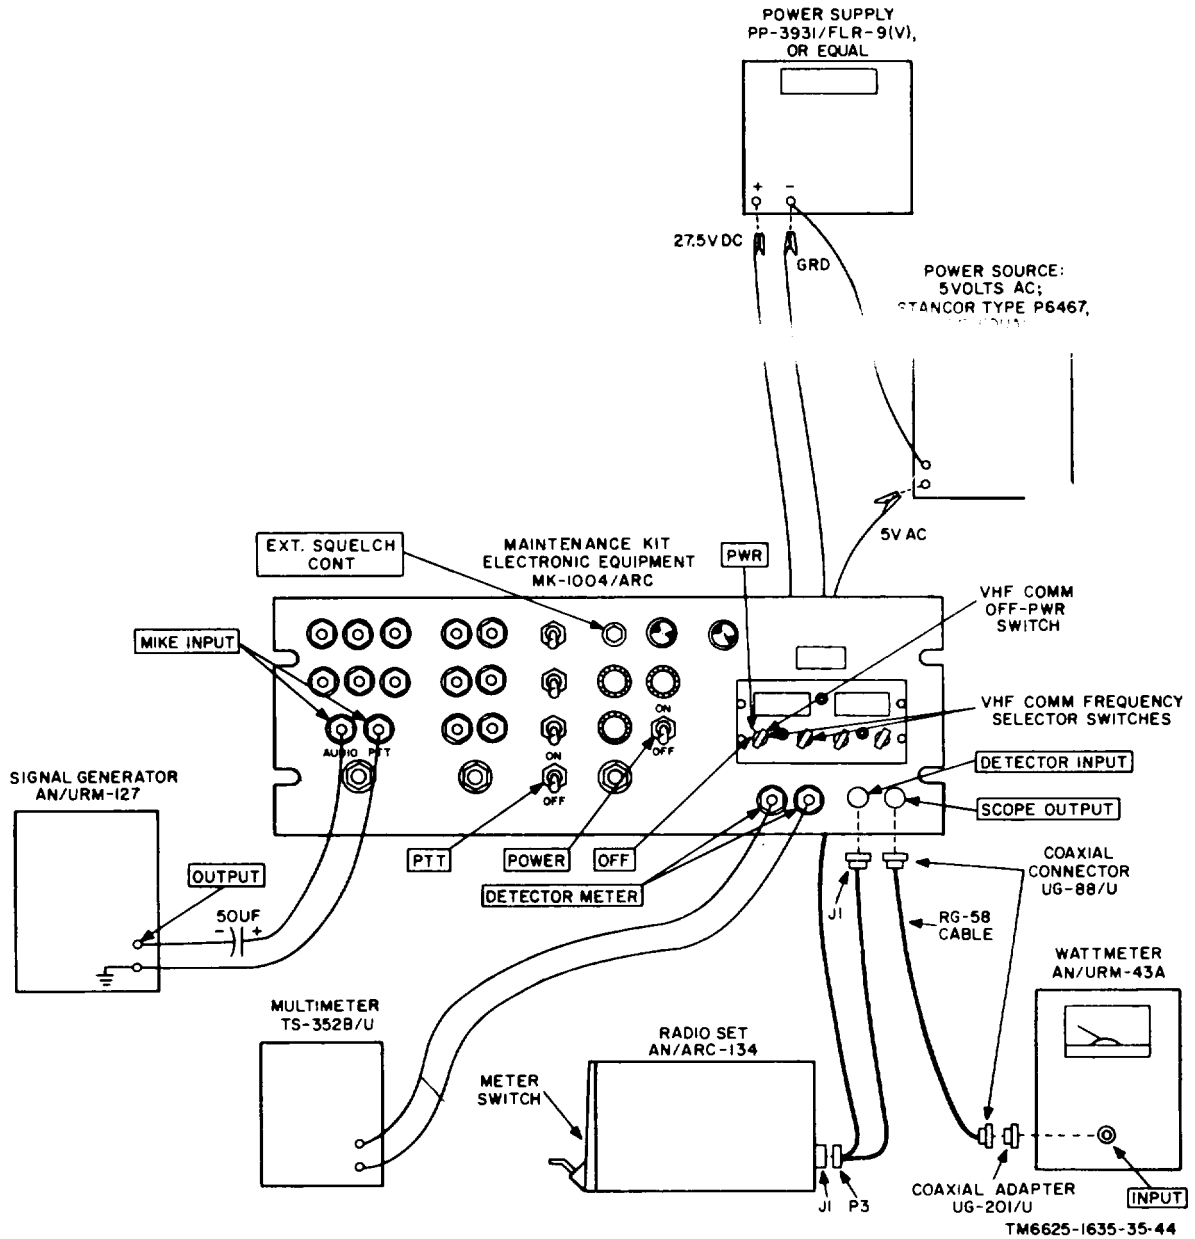 POWER SUPPLY
PP-3931/FLR-9(V),
OR EQUAL
+ -
27.5V DC
GRD
POWER SOURCE:
5VOLTS AC;
STANCOR TYPE P6467,
5V AC
EXT. SQUELCH
CONT
MAINTENANCE KIT
ELECTRONIC EQUIPMENT
MK-1004/ARC
PWR
VHF COMM
OFF-PWR
SWITCH
MIKE INPUT
VHF COMM FREQUENCY
SELECTOR SWITCHES
ON
OFF
AUDIO PTT
ON
OFF
DETECTOR INPUT
SCOPE OUTPUT
SIGNAL GENERATOR
AN/URM-127
OUTPUT
50UF
- +
PTT
POWER
OFF
DETECTOR METER
COAXIAL
CONNECTOR
UG-88/U
J1
RG-58
CABLE
WATTMETER
AN/URM-43A
MULTIMETER
TS-352B/U
RADIO SET
AN/ARC-134
METER
SWITCH
J1 P3
COAXIAL ADAPTER
UG-201/U
INPUT
TM6625-1635-35-44